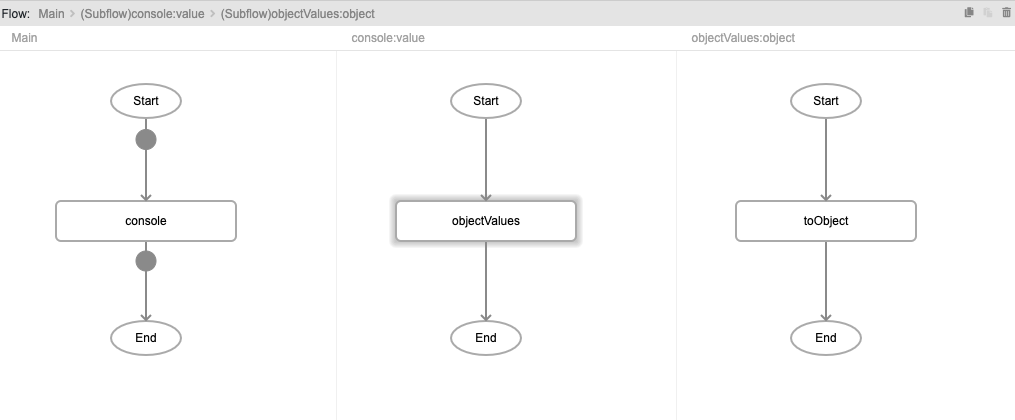 Flow: Main > (Subflow)console:value > (Subflow)objectValues:object
Main
console:value
objectValues:object
Start
Start
Start
console
objectValues
toObject
End
End
End